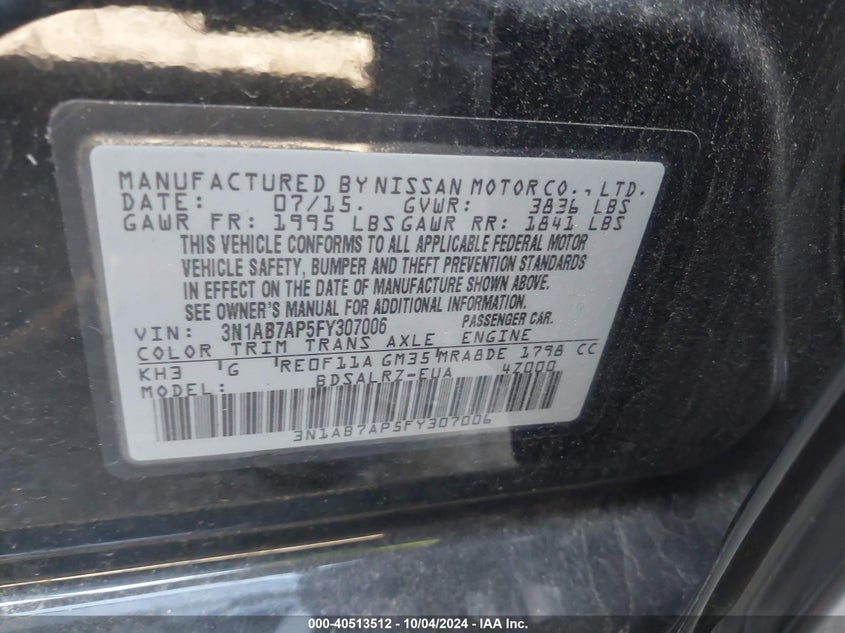 MANUFACTURED BY NISSAN MOTOR CO., LTD.
DATE: 07/15. GVWR: 3836 LBS
GAWR FR: 1995 LBS GAWR RR: 1841 LBS
THIS VEHICLE CONFORMS TO ALL APPLICABLE FEDERAL MOTOR
VEHICLE SAFETY, BUMPER AND THEFT PREVENTION STANDARDS
IN EFFECT ON THE DATE OF MANUFACTURE SHOWN ABOVE.
SEE OWNER'S MANUAL FOR ADDITIONAL INFORMATION.
VIN: 3N1AB7AP5FY307006 PASSENGER CAR.
COLOR TRIM TRANS AXLE ENGINE
KH3 G RE0F11A GM35 MRA8DE 1798 CC
MODEL: BDSALRZ-EUA 47000
3N1AB7AP5FY307006
000-40513512 - 10/04/2024 - IAA Inc.